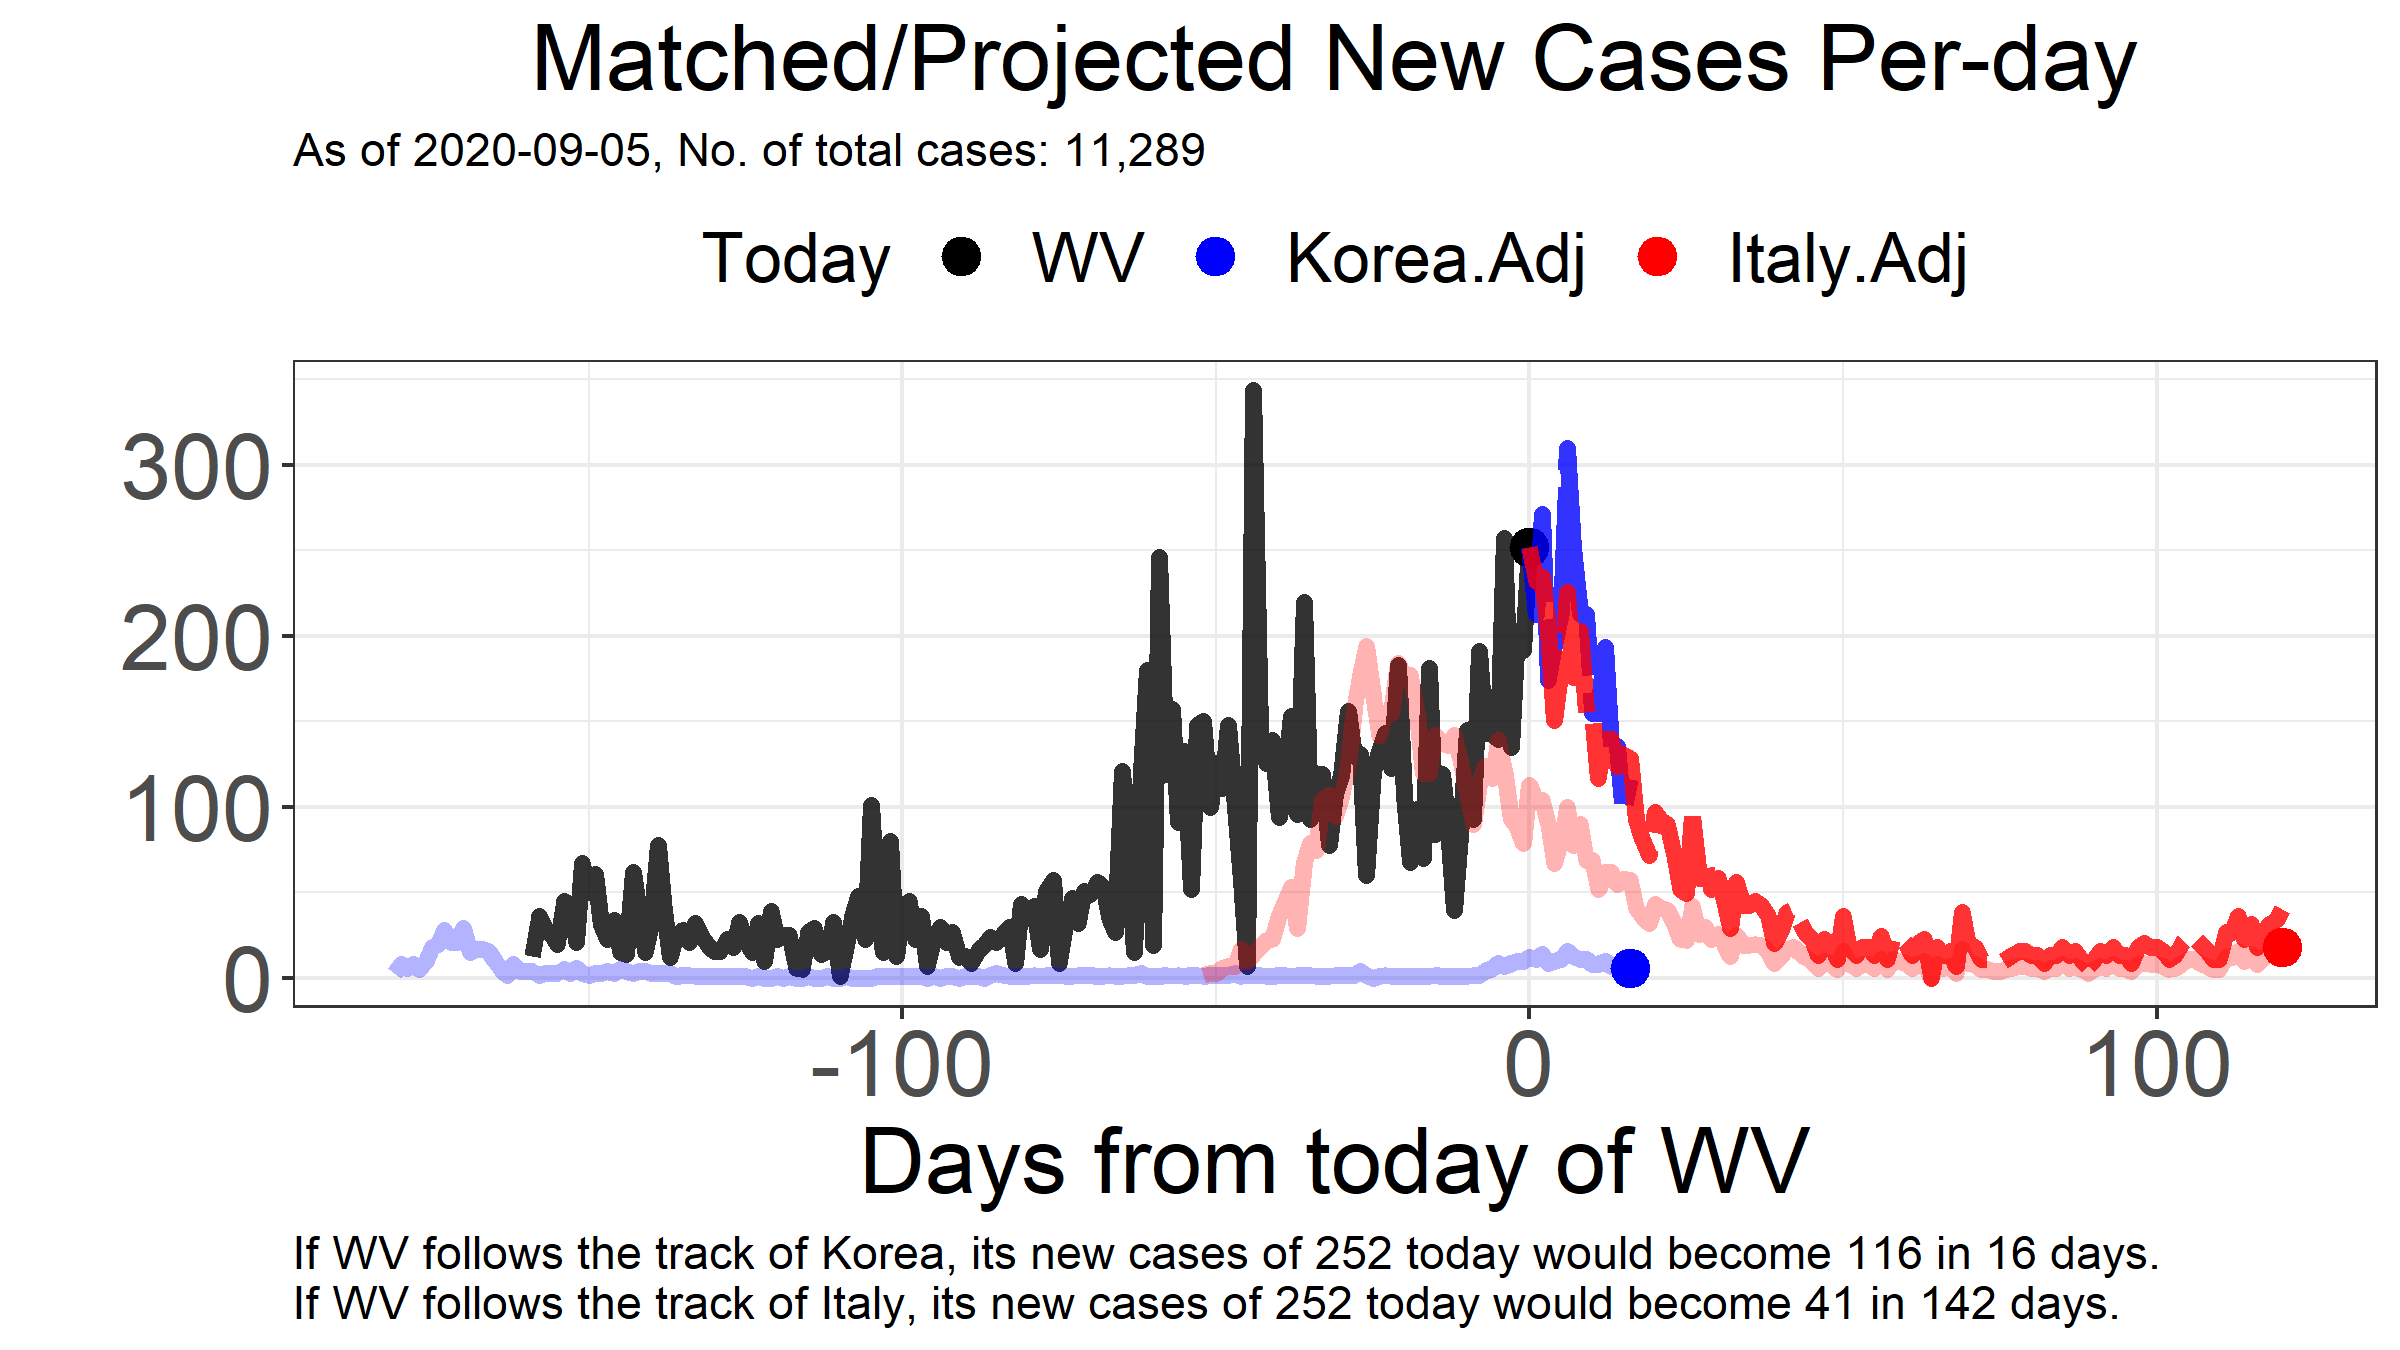 Matched/Projected New Cases Per-day
As of 2020-09-05, No. of total cases: 11,289
Today WV Korea.Adj Italy.Adj
300
200
100
0
-100 0 100
Days from today of WV
If WV follows the track of Korea, its new cases of 252 today would become 116 in 16 days.
If WV follows the track of Italy, its new cases of 252 today would become 41 in 142 days.